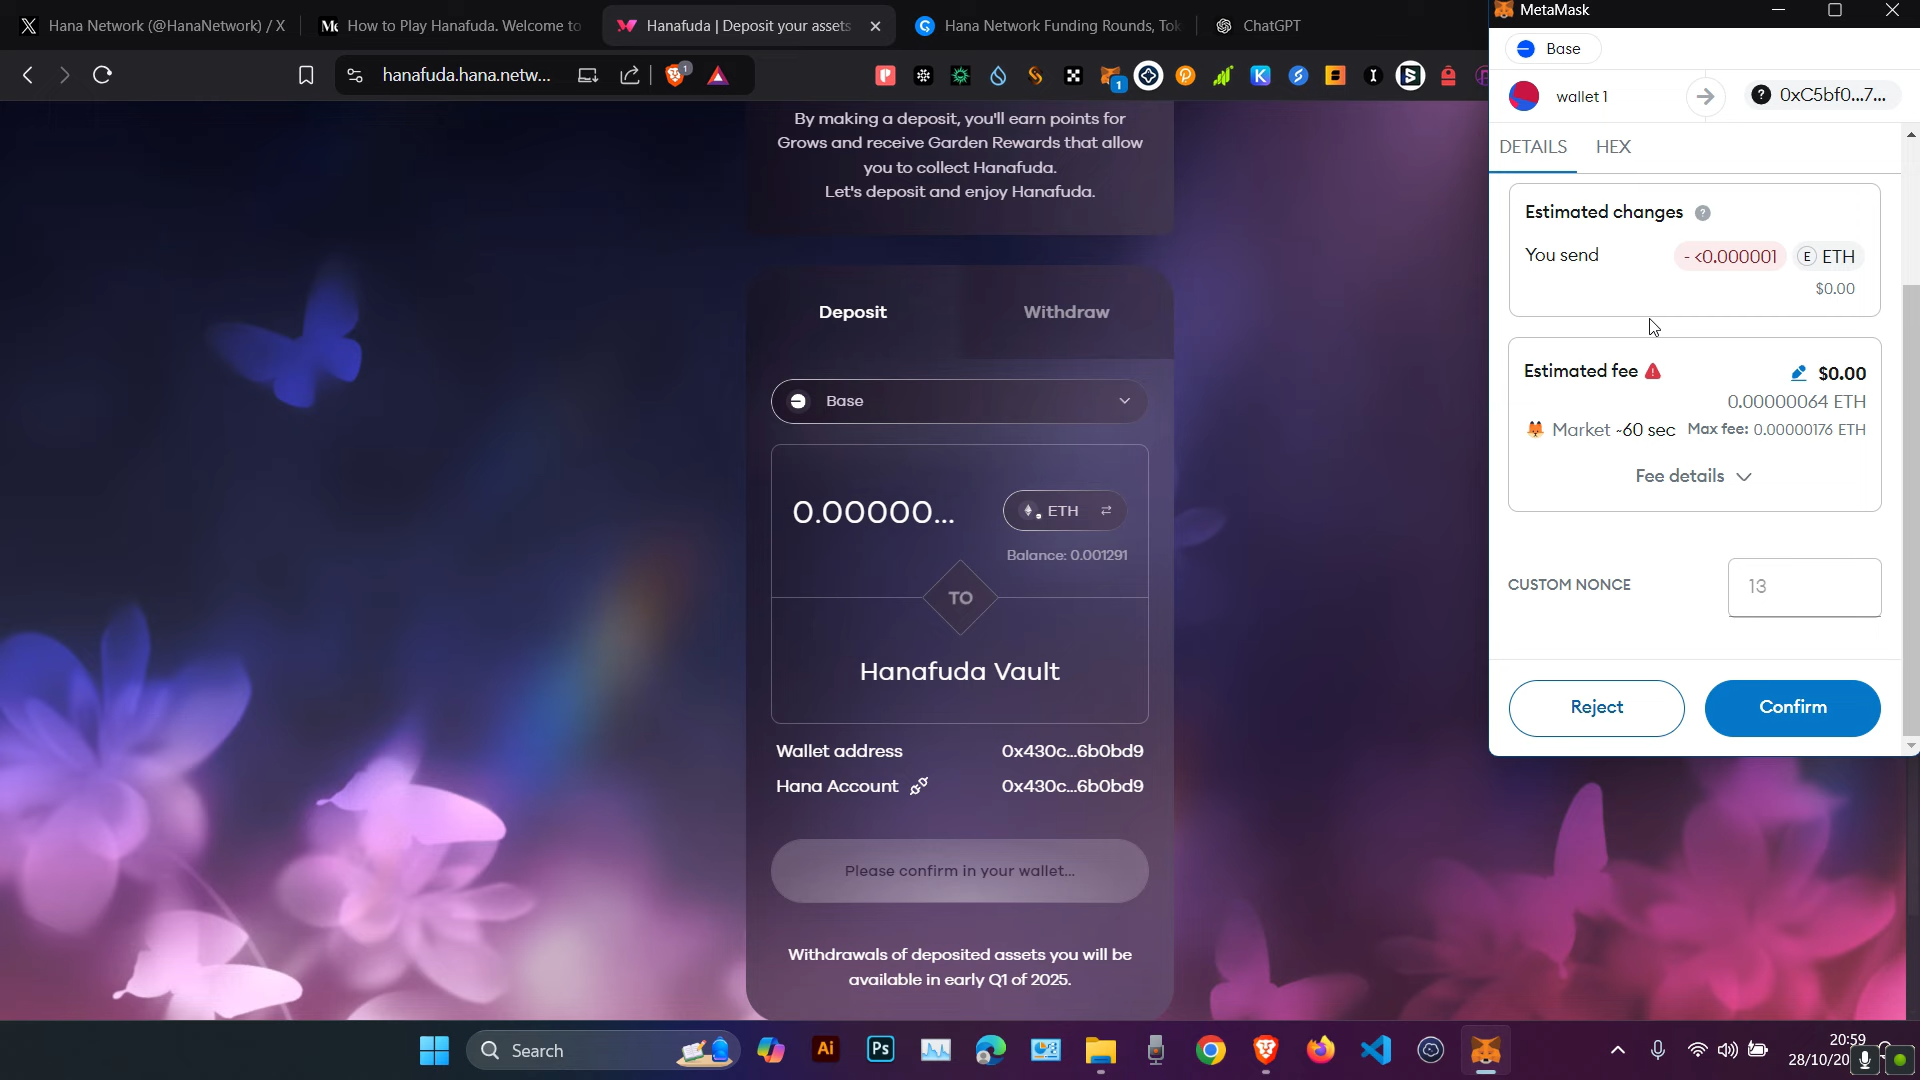 Hana Network (@HanaNetwork) / X
How to Play Hanafuda. Welcome to
Hanafuda | Deposit your assets
Hana Network Funding Rounds, Tok
ChatGPT
hanafuda.hana.netw...
1
1
By making a deposit, you'll earn points for
Grows and receive Garden Rewards that allow
you to collect Hanafuda.
Let's deposit and enjoy Hanafuda.
Deposit
Withdraw
Base
0.00000...
ETH
Balance: 0.001291
TO
Hanafuda Vault
Wallet address 0x430c...6b0bd9
Hana Account 0x430c...6b0bd9
Please confirm in your wallet...
Withdrawals of deposited assets you will be
available in early Q1 of 2025.
MetaMask
Base
wallet 1
0xC5bf0...7...
DETAILS HEX
Estimated changes
You send - <0.000001 E ETH
$0.00
Estimated fee $0.00
0.00000064 ETH
Market ~60 sec Max fee: 0.00000176 ETH
Fee details
CUSTOM NONCE 13
Reject Confirm
Search
Ai
Ps
20:59
28/10/20